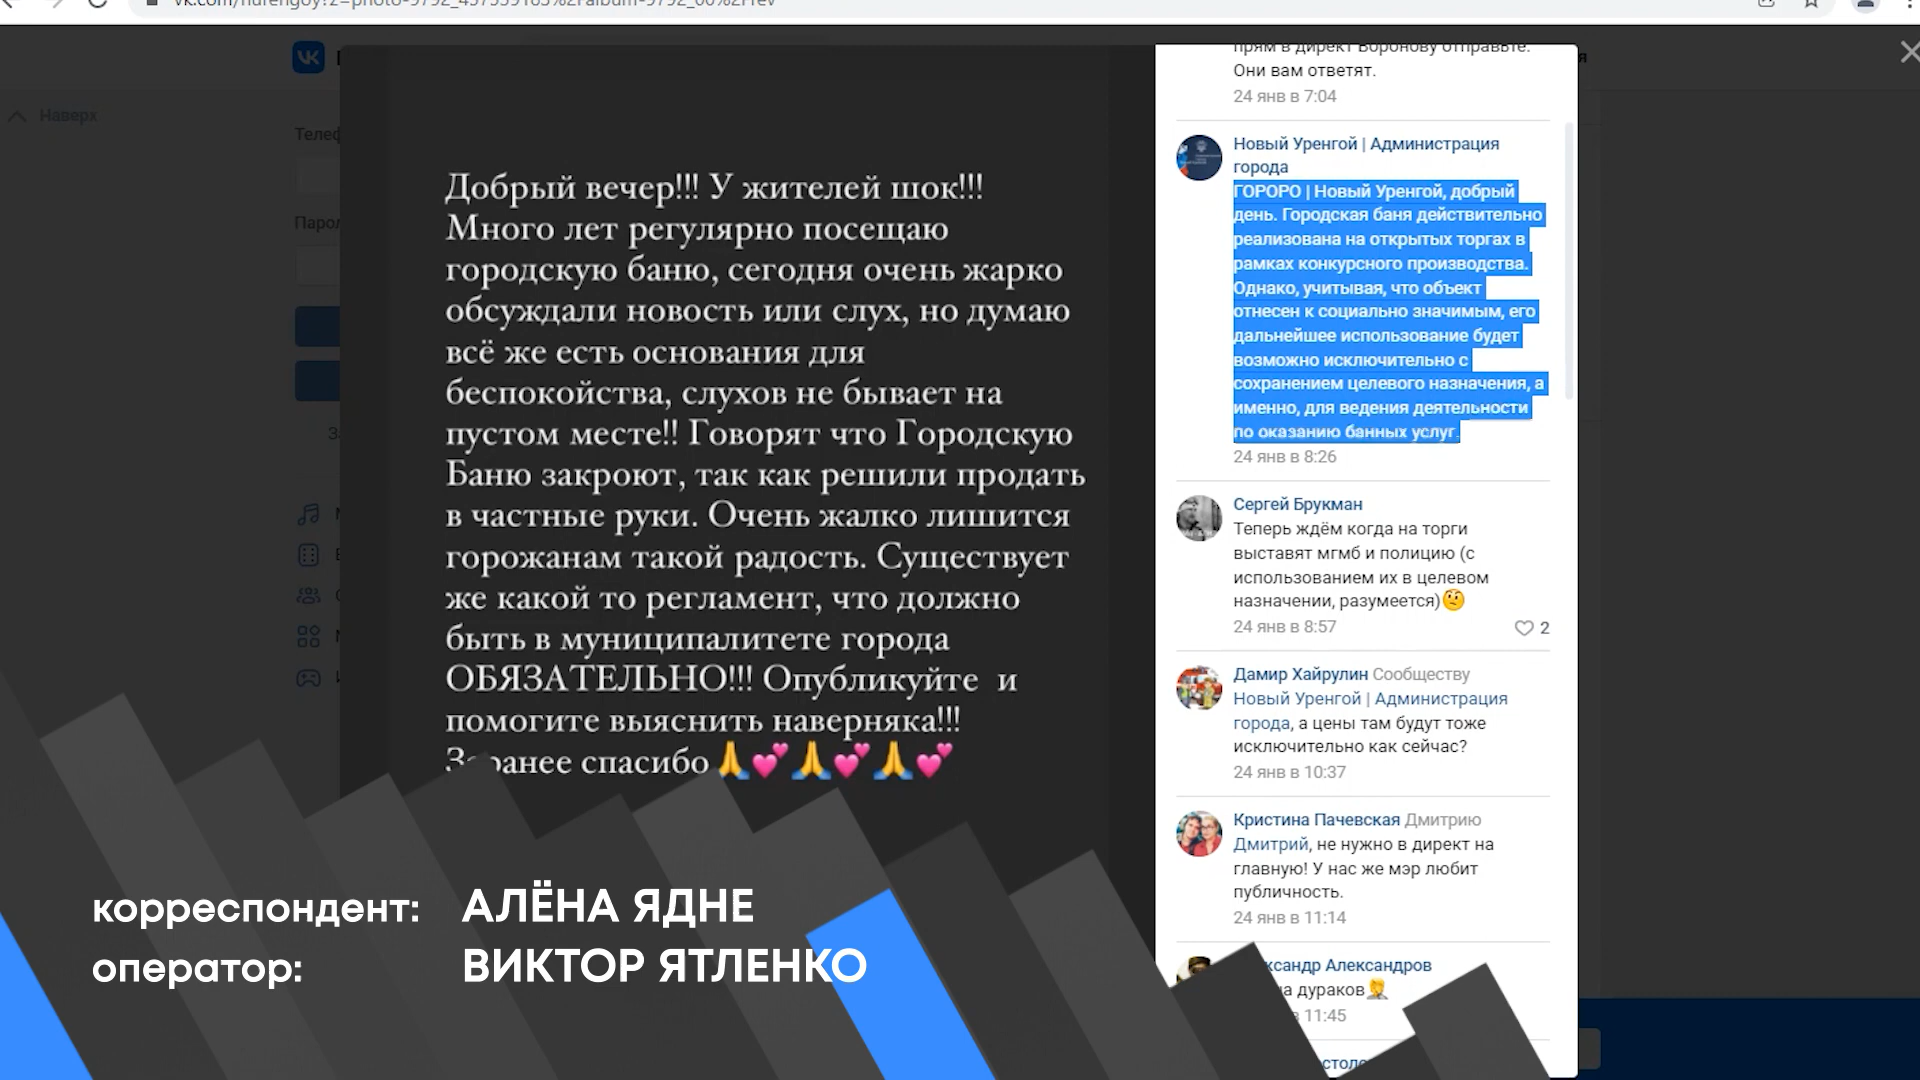 Наверх
Добрый вечер!!! У жителей шок!!!
Много лет регулярно посещаю
городскую баню, сегодня очень жарко
обсуждали новость или слух, но думаю
всё же есть основания для
беспокойства, слухов не бывает на
пустом месте!! Говорят что Городскую
Баню закроют, так как решили продать
в частные руки. Очень жалко лишится
горожанам такой радость. Существует
же какой то регламент, что должно
быть в муниципалитете города
ОБЯЗАТЕЛЬНО!!! Опубликуйте и
помогите выяснить наверняка!!!
Заранее спасибо🙏💕🙏💕🙏💕
прям в директ Воронову отправьте.
Они вам ответят.
24 янв в 7:04
Новый Уренгой | Администрация
города
ГОРОРО | Новый Уренгой, добрый
день. Городская баня действительно
реализована на открытых торгах в
рамках конкурсного производства.
Однако, учитывая, что объект
отнесен к социально значимым, его
дальнейшее использование будет
возможно исключительно с
сохранением целевого назначения, а
именно, для ведения деятельности
по оказанию банных услуг.
24 янв в 8:26
Сергей Брукман
Теперь ждём когда на торги
выставят мгмб и полицию (с
использованием их в целевом
назначении, разумеется)🤨
24 янв в 8:57
2
Дамир Хайрулин Сообществу
Новый Уренгой | Администрация
города, а цены там будут тоже
исключительно как сейчас?
24 янв в 10:37
Кристина Пачевская Дмитрию
Дмитрий, не нужно в директ на
главную! У нас же мэр любит
публичность.
24 янв в 11:14
ксандр Александров
дураков🤦
11:45
корреспондент: АЛЁНА ЯДНЕ
оператор: ВИКТОР ЯТЛЕНКО